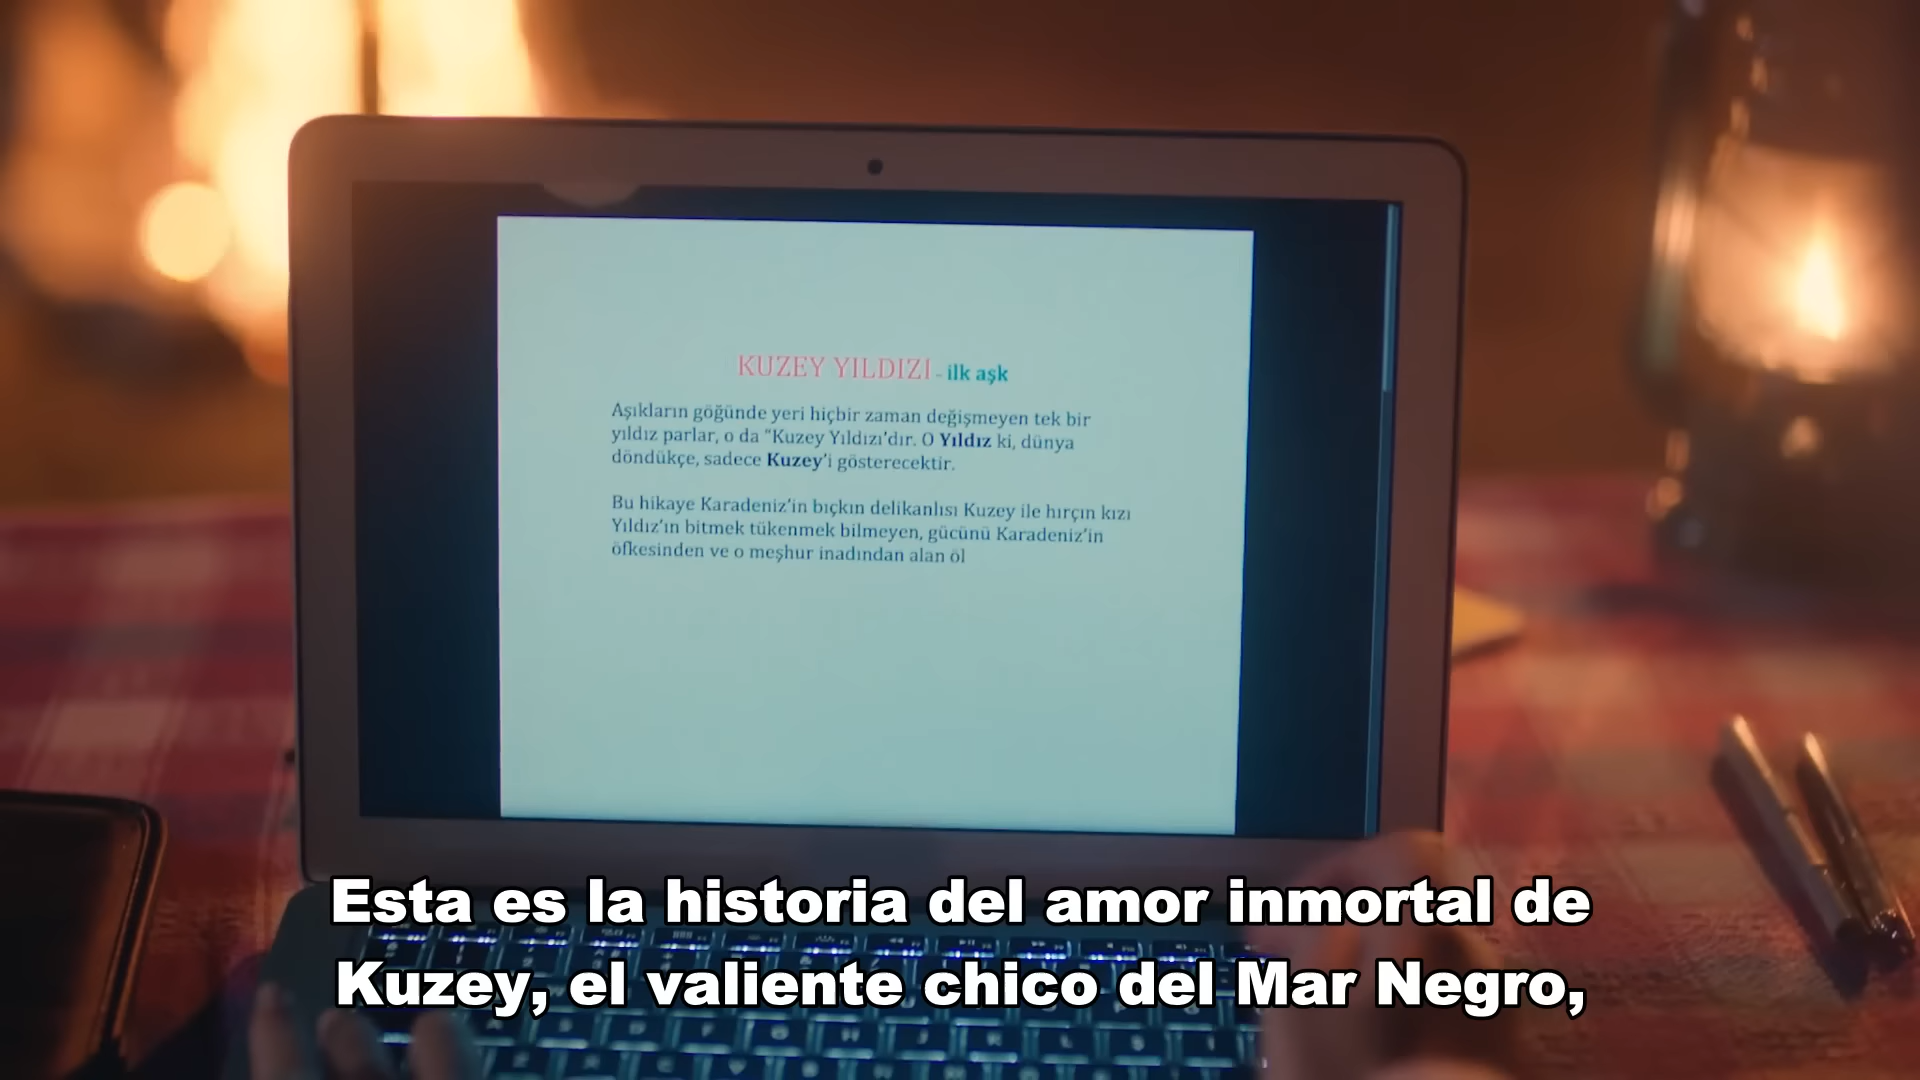 KUZEY YILDIZI - ilk aşk
Aşıkların göğünde yeri hiçbir zaman değişmeyen tek bir
yıldız parlar, o da "Kuzey Yıldızı'dır. O Yıldız ki, dünya
döndükçe, sadece Kuzey'i gösterecektir.
Bu hikaye Karadeniz'in bıçkın delikanlısı Kuzey ile hırçın kızı
Yıldız'ın bitmek tükenmek bilmeyen, gücünü Karadeniz'in
öfkesinden ve o meşhur inadından alan öl
Esta es la historia del amor inmortal de
Kuzey, el valiente chico del Mar Negro,